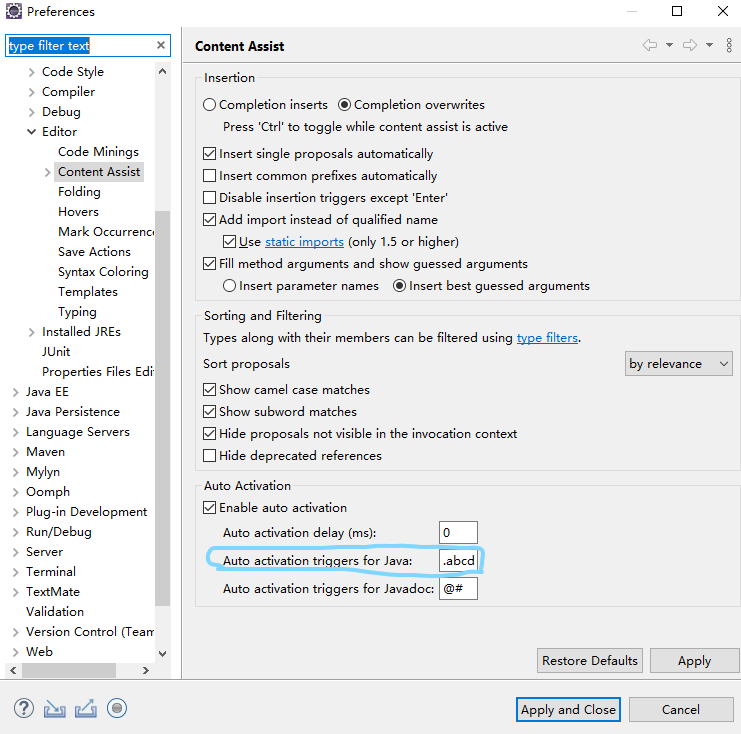 Preferences
type filter text
Content Assist
Code Style
Compiler
Debug
Editor
Code Minings
Content Assist
Folding
Hovers
Mark Occurrenc
Save Actions
Syntax Coloring
Templates
Typing
Installed JREs
JUnit
Properties Files Edi
Java EE
Java Persistence
Language Servers
Maven
Mylyn
Oomph
Plug-in Development
Run/Debug
Server
Terminal
TextMate
Validation
Version Control (Team
Web
Insertion
Completion inserts Completion overwrites
Press 'Ctrl' to toggle while content assist is active
Insert single proposals automatically
Insert common prefixes automatically
Disable insertion triggers except 'Enter'
Add import instead of qualified name
Use static imports (only 1.5 or higher)
Fill method arguments and show guessed arguments
Insert parameter names Insert best guessed arguments
Sorting and Filtering
Types along with their members can be filtered using type filters.
Sort proposals by relevance
Show camel case matches
Show subword matches
Hide proposals not visible in the invocation context
Hide deprecated references
Auto Activation
Enable auto activation
Auto activation delay (ms): 0
Auto activation triggers for Java: .abcd
Auto activation triggers for Javadoc: @#
Restore Defaults Apply
Apply and Close Cancel